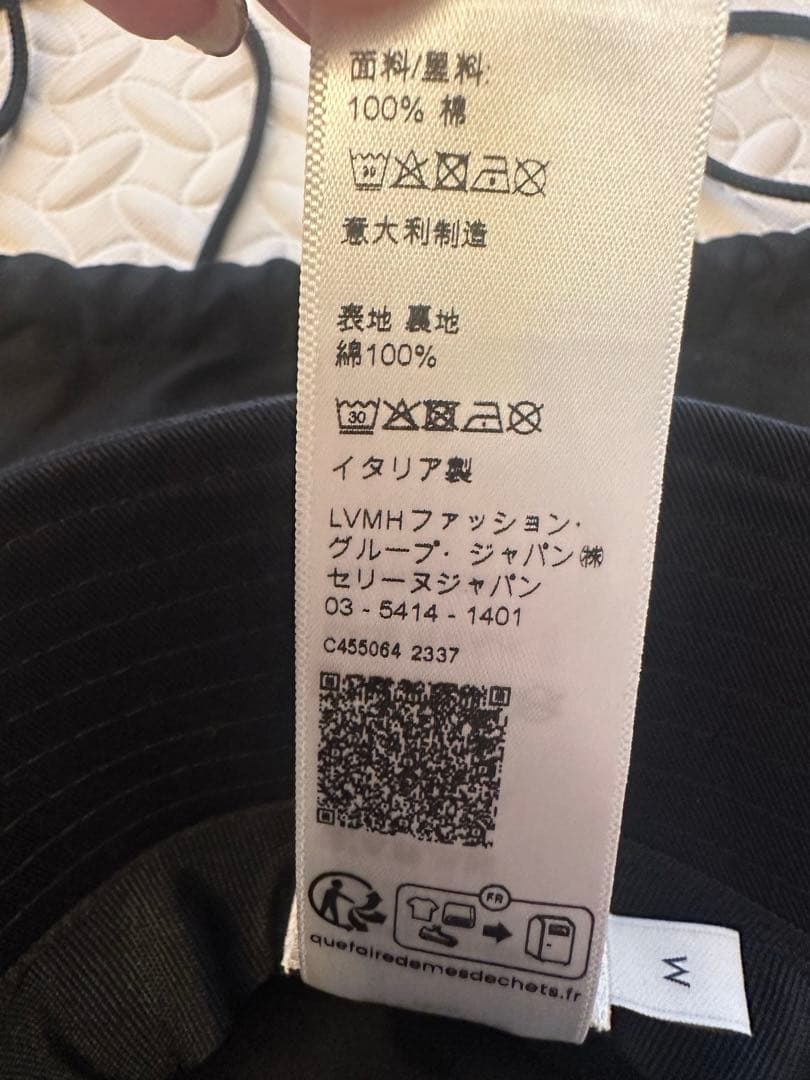 面料/里料:
100% 棉
30
意大利制造
表地 裏地
綿100%
30
イタリア製
LVMHファッション・
グループ・ジャパン㈱
セリーヌジャパン
03 - 5414 - 1401
C455064 2337
FR
quefairedemesdechets.fr
M